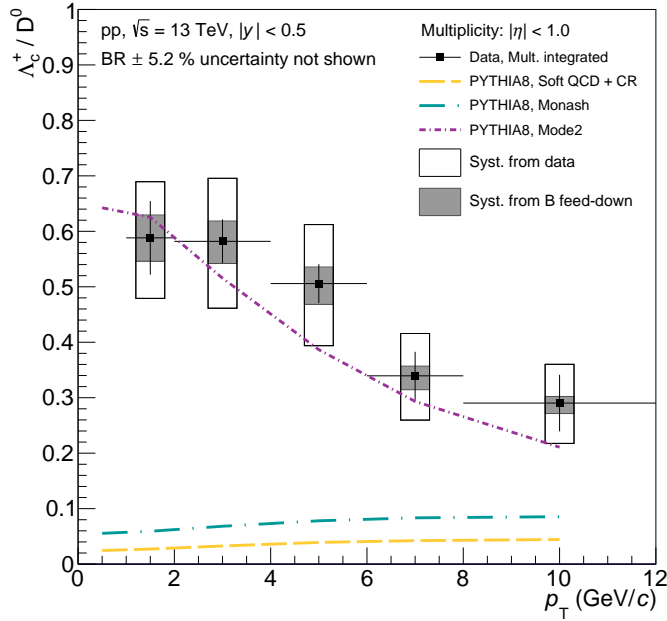 Λ_c^+ / D^0
pp, √s = 13 TeV, |y| < 0.5
BR ± 5.2 % uncertainty not shown
Multiplicity: |η| < 1.0
Data, Mult. integrated
PYTHIA8, Soft QCD + CR
PYTHIA8, Monash
PYTHIA8, Mode2
Syst. from data
Syst. from B feed-down
1
0.9
0.8
0.7
0.6
0.5
0.4
0.3
0.2
0.1
0
0 2 4 6 8 10 12
p_T (GeV/c)